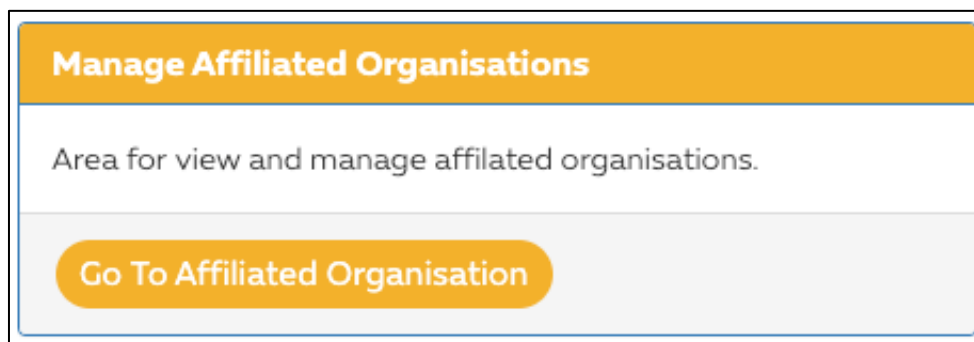 Manage Affiliated Organisations
Area for view and manage affilated organisations.
Go To Affiliated Organisation